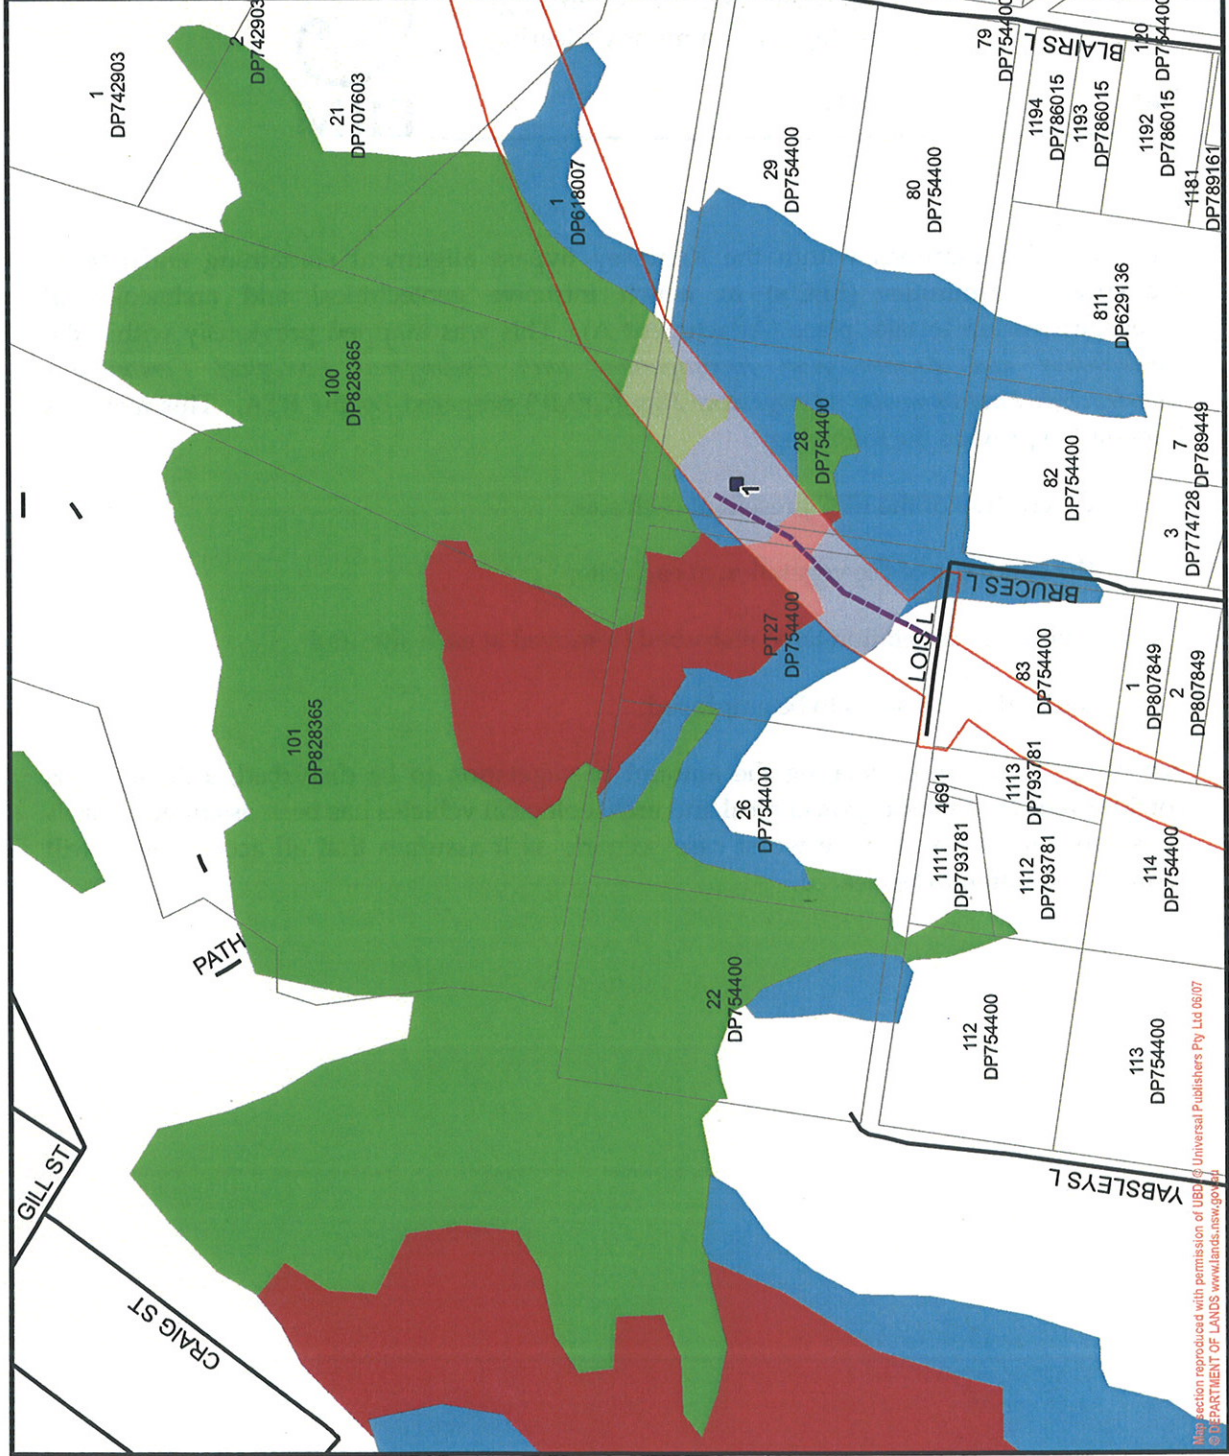 1
DP742903
2
DP742903
21
DP707603
79
DP754400
BLAIRS L
120
DP754400
1194
DP786015
1193
DP786015
1192
DP786015
1181
DP789161
1
DP618007
29
DP754400
80
DP754400
811
DP629136
100
DP828365
28
DP754400
82
DP754400
7
DP789449
3
DP774728
1
BRUCES L
PT27
DP754400
LOIS L
83
DP754400
1
DP807849
2
DP807849
101
DP828365
26
DP754400
4691
1113
DP793781
1111
DP793781
1112
DP793781
114
DP754400
PATH
22
DP754400
112
DP754400
113
DP754400
YABSLEYS L
GILL ST
CRAIG ST
Map section reproduced with permission of UBD. © Universal Publishers Pty Ltd 06/07
© DEPARTMENT OF LANDS www.lands.nsw.gov.au